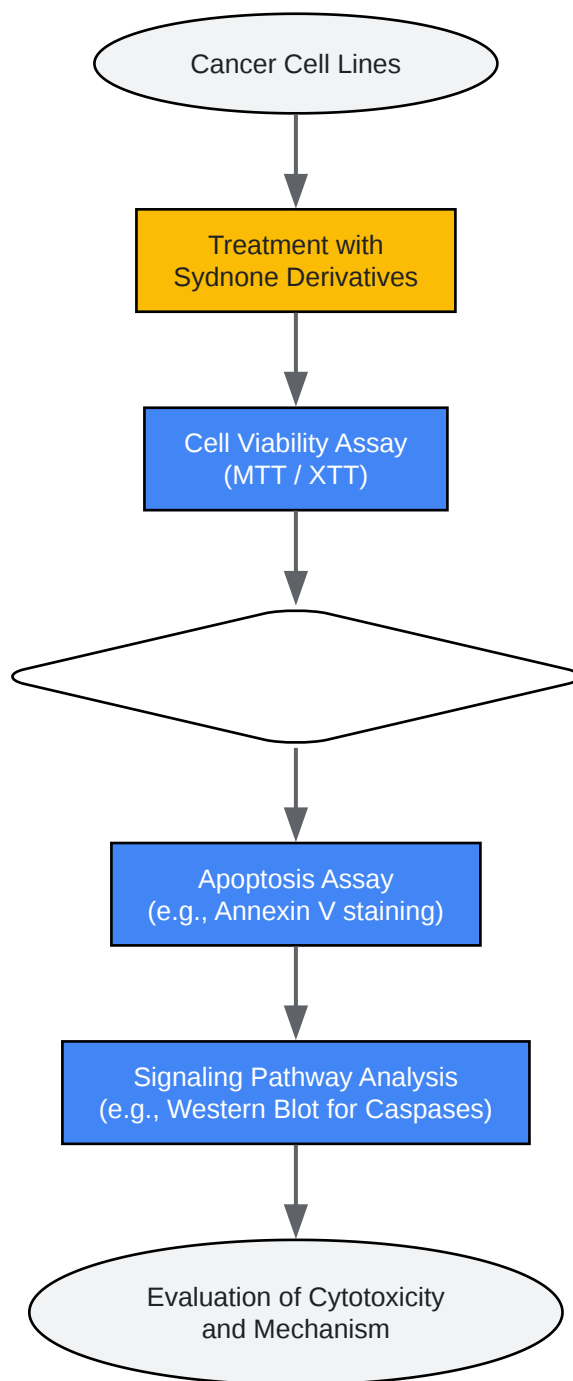 Cancer Cell Lines
Treatment with
Sydnone Derivatives
Cell Viability Assay
(MTT / XTT)
Apoptosis Assay
(e.g., Annexin V staining)
Signaling Pathway Analysis
(e.g., Western Blot for Caspases)
Evaluation of Cytotoxicity
and Mechanism